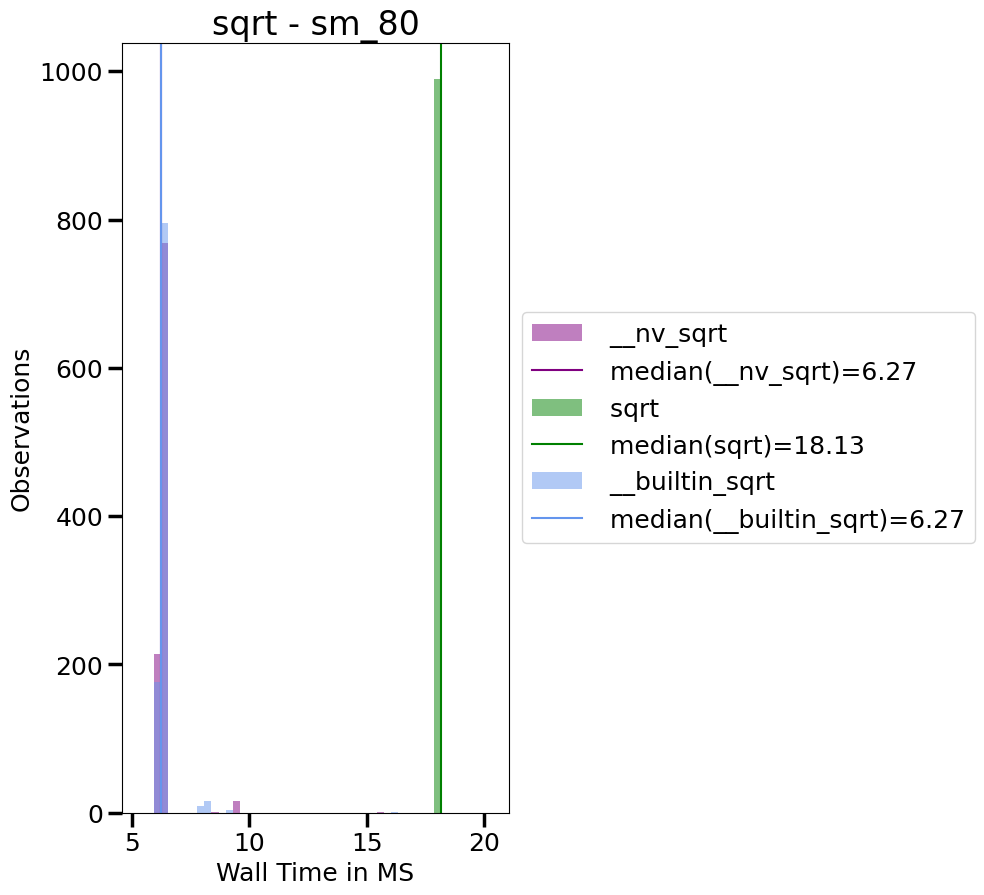 sqrt - sm_80
1000
800
600
400
200
0
Observations
5 10 15 20
Wall Time in MS
__nv_sqrt
median(__nv_sqrt)=6.27
sqrt
median(sqrt)=18.13
__builtin_sqrt
median(__builtin_sqrt)=6.27